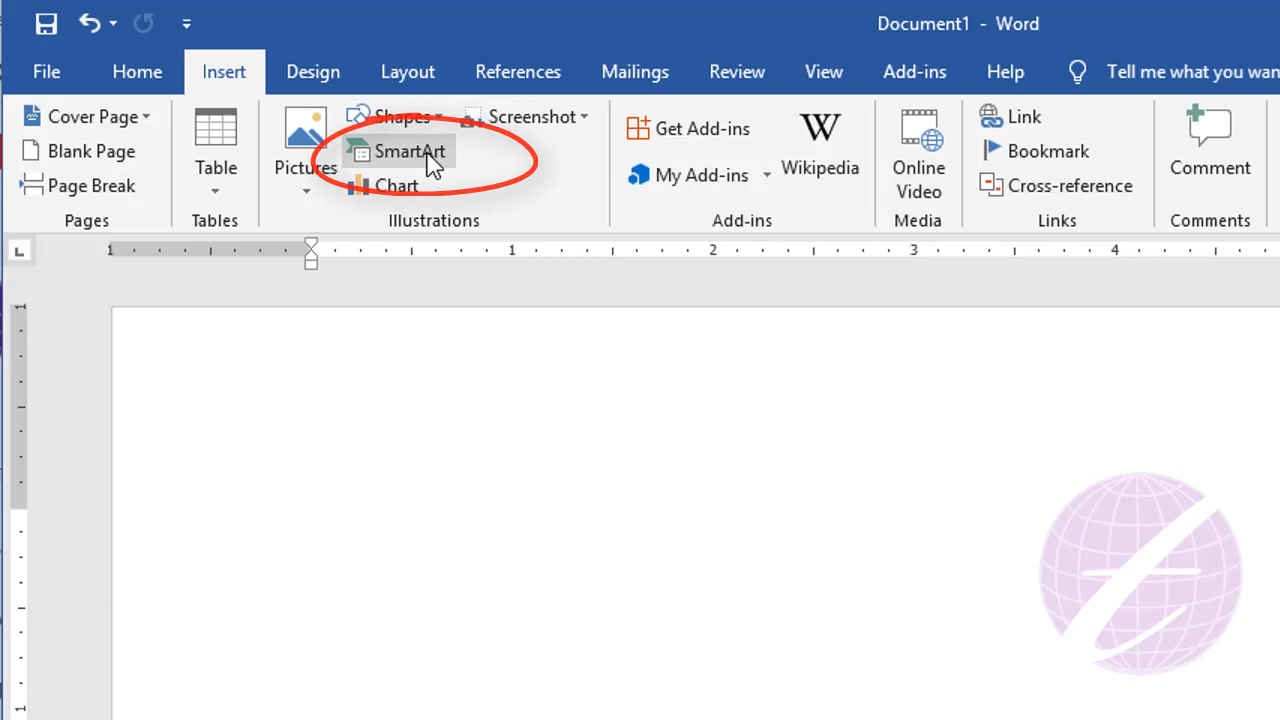 Document1 - Word
File Home Insert Design Layout References Mailings Review View Add-ins Help Tell me what you wan
Cover Page
Blank Page
Page Break
Pages
Table
Tables
Pictures
Shapes
SmartArt
Chart
Screenshot
Illustrations
Get Add-ins
My Add-ins
Wikipedia
Add-ins
Online
Video
Media
Link
Bookmark
Cross-reference
Links
Comment
Comments
1 1 2 3 4
1
1